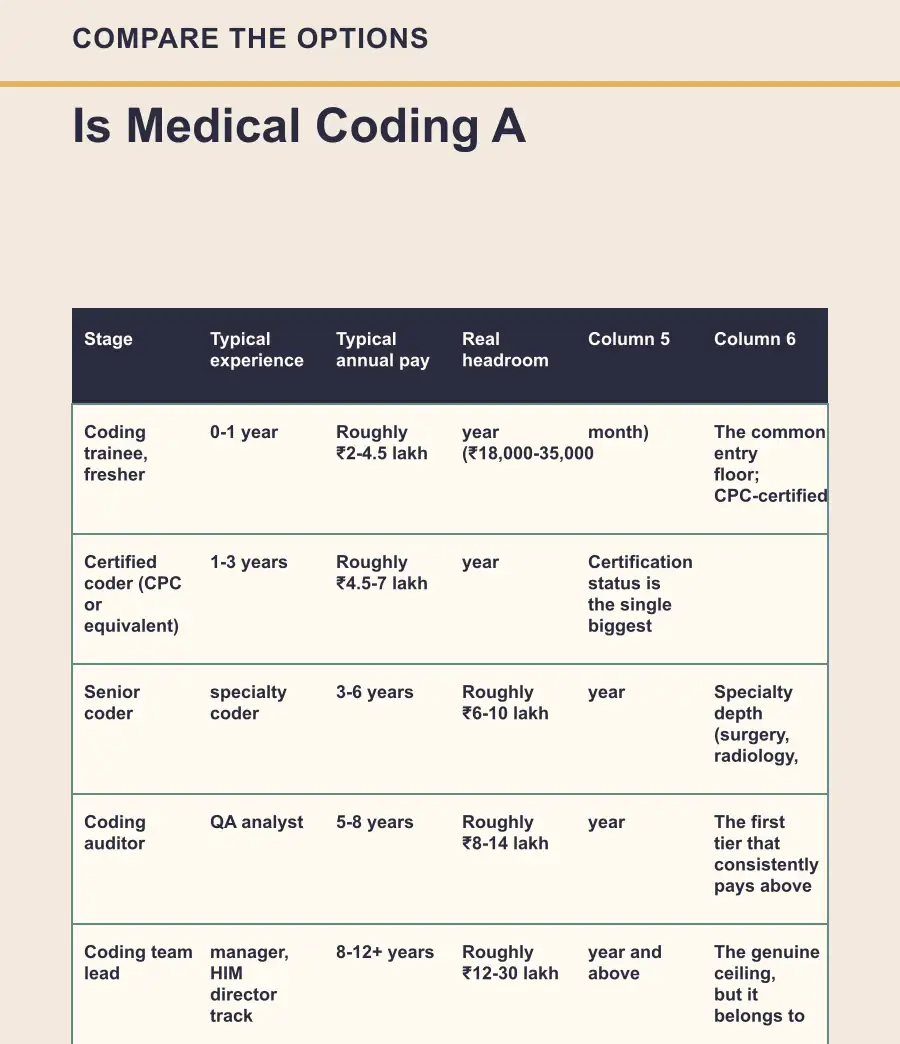 COMPARE THE OPTIONS
Is Medical Coding A
Stage
Typical
experience
Typical
annual pay
Real
headroom
Column 5
Column 6
Coding
trainee,
fresher
0-1 year
Roughly
₹2-4.5 lakh
year
(₹18,000-35,000
month)
The common
entry
floor;
CPC-certified
Certified
coder (CPC
or
equivalent)
1-3 years
Roughly
₹4.5-7 lakh
year
Certification
status is
the single
biggest
Senior
coder
specialty
coder
3-6 years
Roughly
₹6-10 lakh
year
Specialty
depth
(surgery,
radiology,
Coding
auditor
QA analyst
5-8 years
Roughly
₹8-14 lakh
year
The first
tier that
consistently
pays above
Coding team
lead
manager,
HIM
director
track
8-12+ years
Roughly
₹12-30 lakh
year and
above
The genuine
ceiling,
but it
belongs to